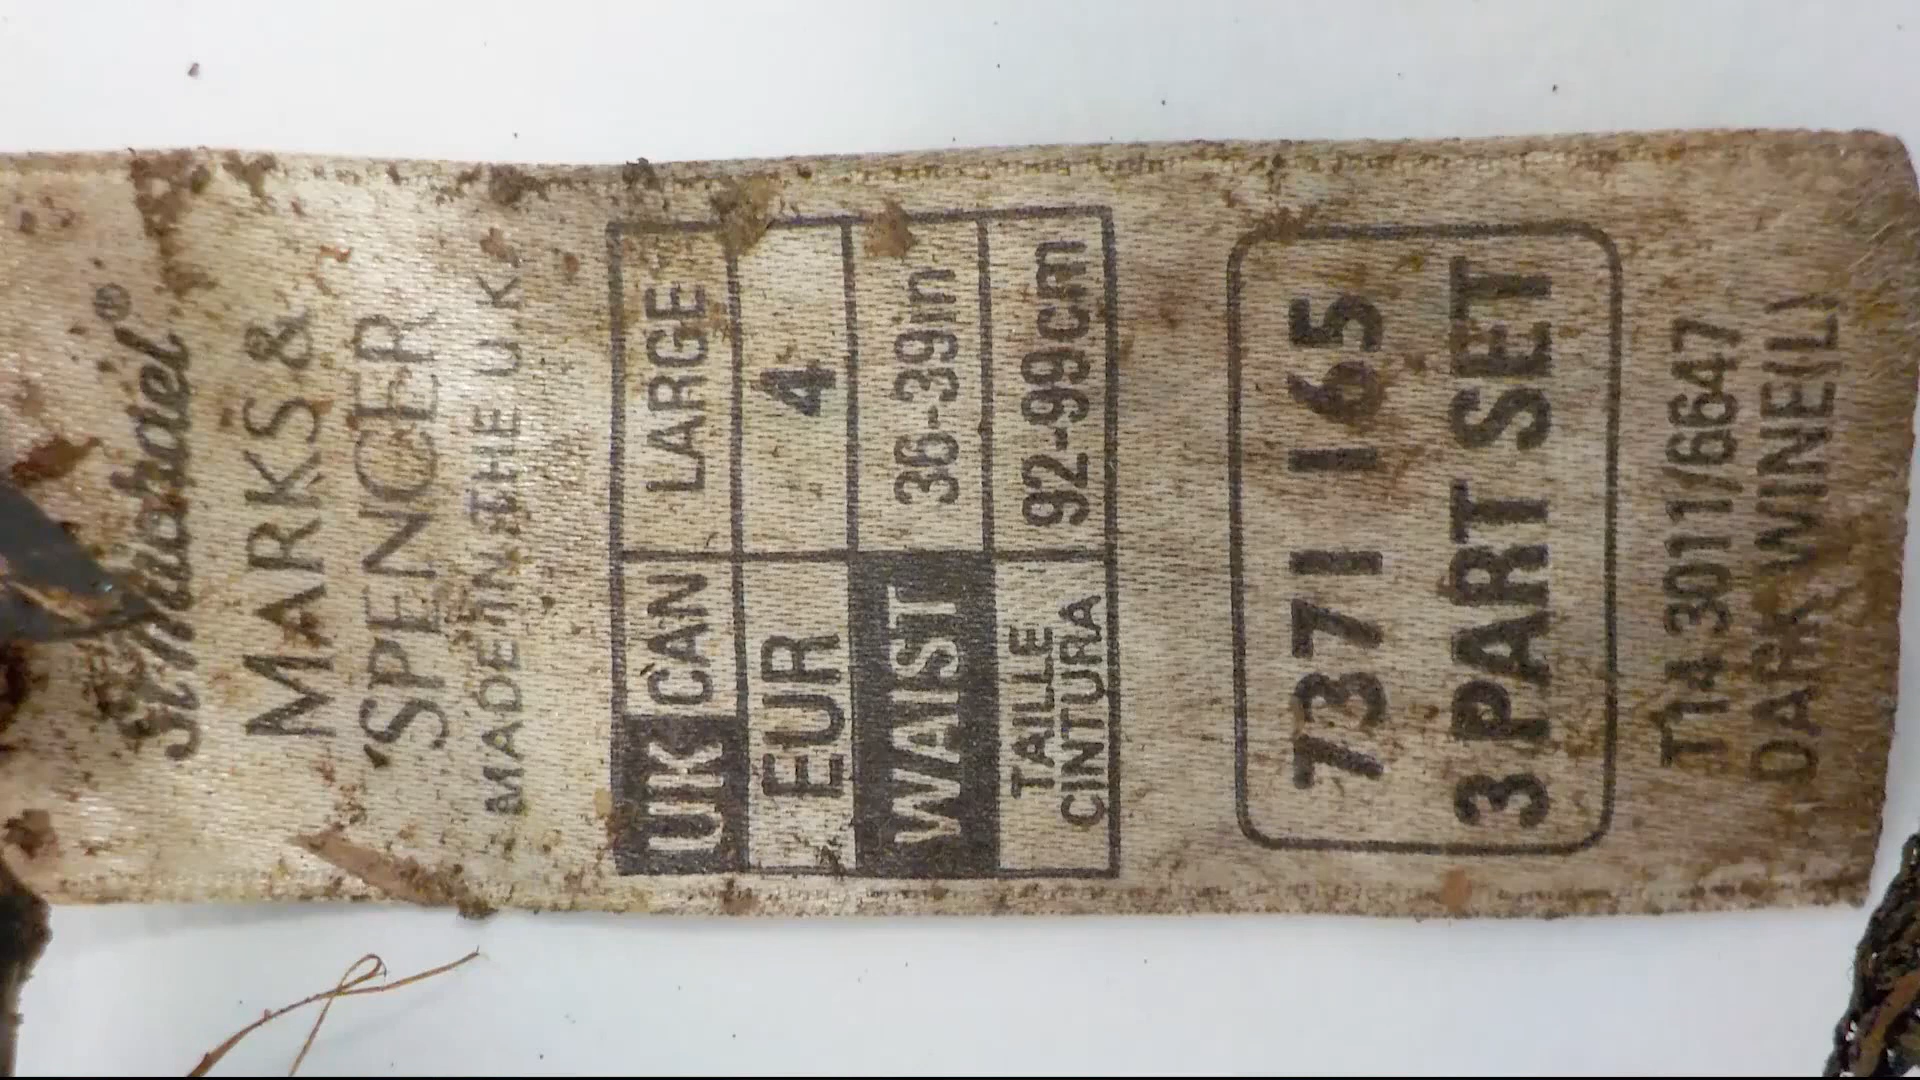 St Michael®
MARKS &
SPENCER
MADE IN THE UK
UK CAN LARGE
EUR 4
WAIST 36-39in
TAILLE
CINTURA 92-99cm
7371 165
3 PART SET
T14 3011/6647
DARK WINE(L)